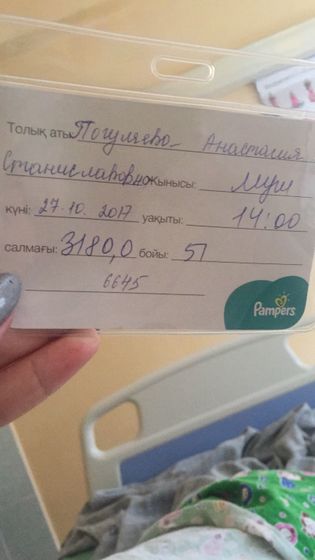 Толық аты: Погуляева Анастасия
Станиславовна жынысы: муж
күні: 27.10.2017 уақыты: 14:00
салмағы: 3180,0 бойы: 51
6645
Pampers